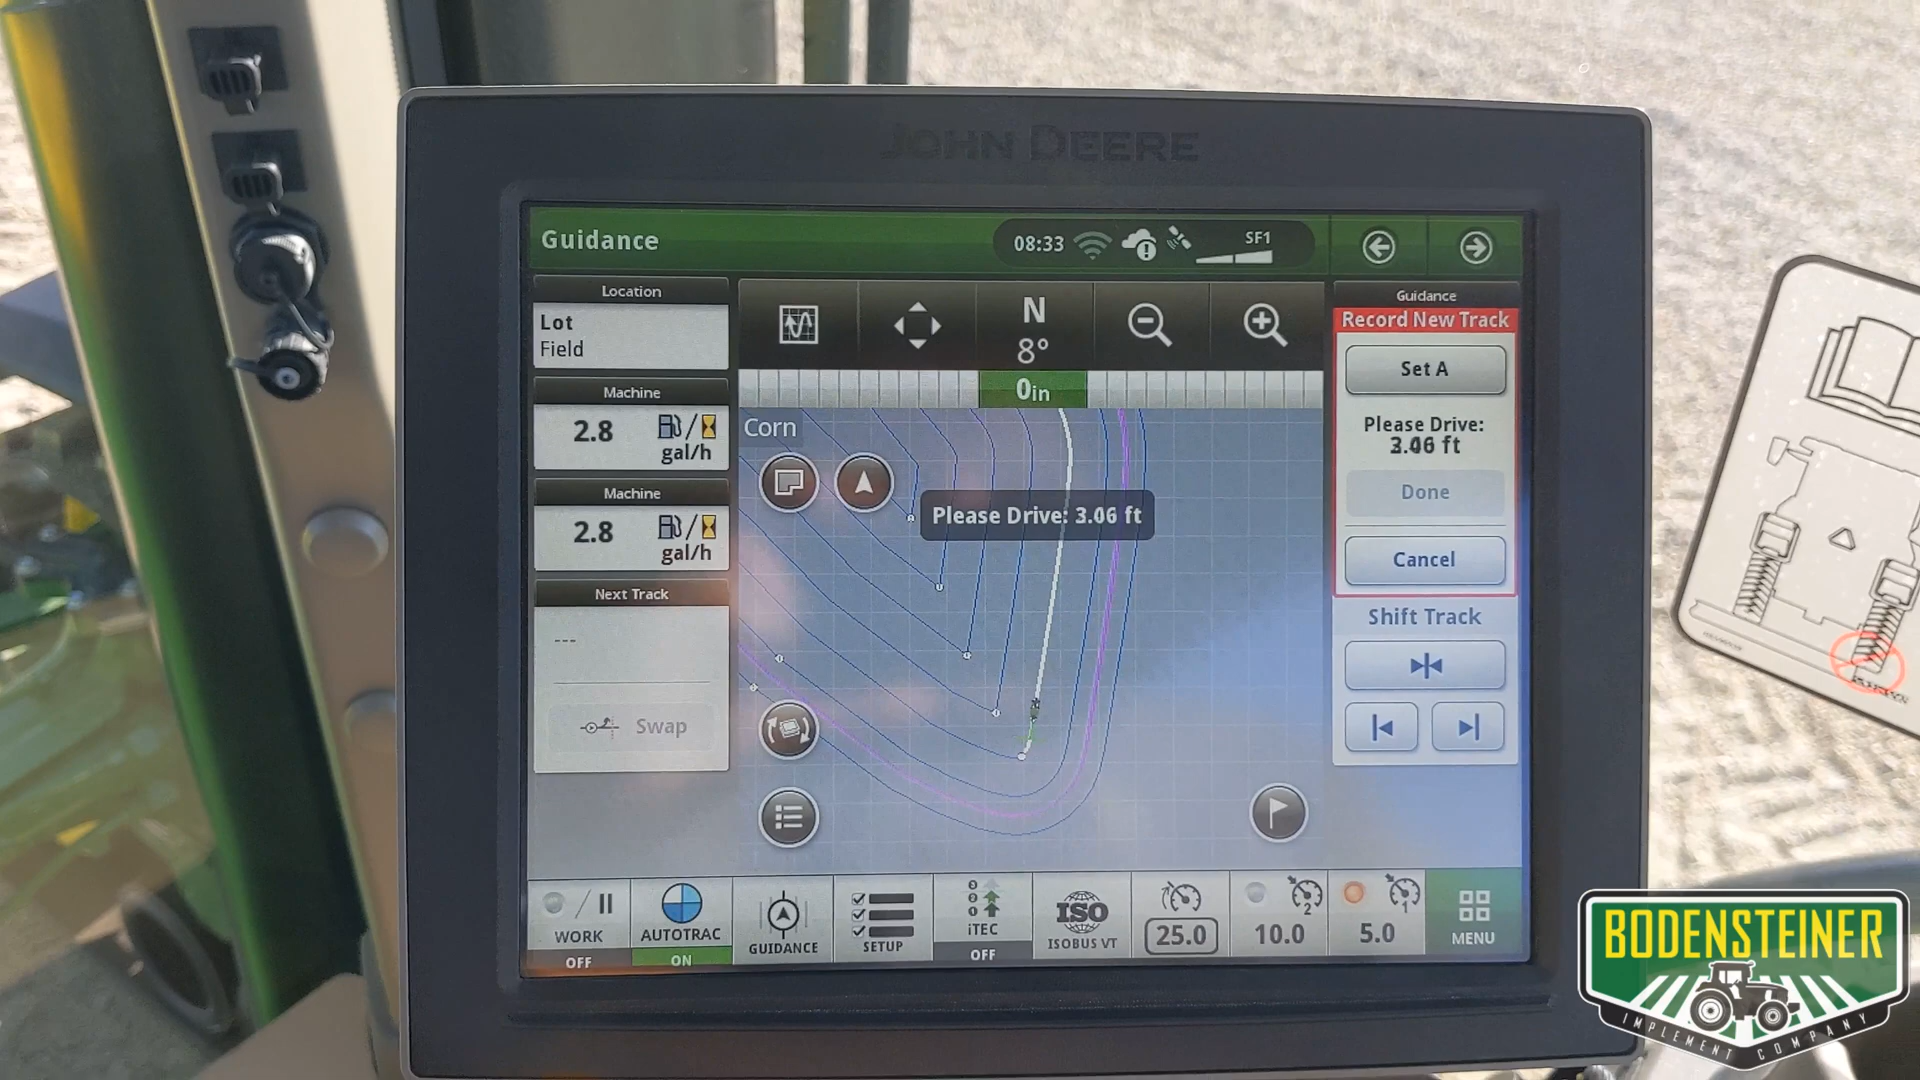 JOHN DEERE
Guidance
08:33
SF1
Location
Lot
Field
Machine
2.8
gal/h
Machine
2.8
gal/h
Next Track
---
Swap
N
8°
0in
Corn
Please Drive: 3.06 ft
Guidance
Record New Track
Set A
Please Drive:
3.06 ft
Done
Cancel
Shift Track
WORK
OFF
AUTOTRAC
ON
GUIDANCE
SETUP
iTEC
OFF
ISO
ISOBUS VT
25.0
2
10.0
1
5.0
MENU
BODENSTEINER
IMPLEMENT COMPANY